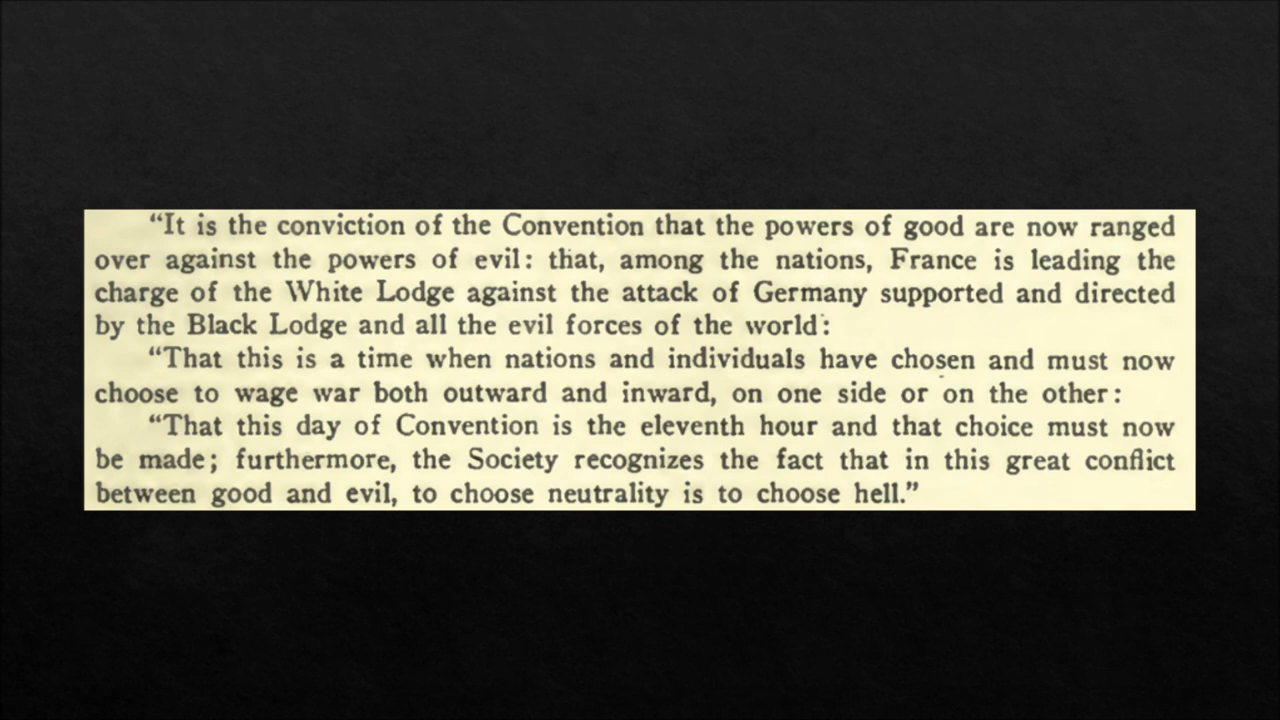 “It is the conviction of the Convention that the powers of good are now ranged
over against the powers of evil: that, among the nations, France is leading the
charge of the White Lodge against the attack of Germany supported and directed
by the Black Lodge and all the evil forces of the world:
“That this is a time when nations and individuals have chosen and must now
choose to wage war both outward and inward, on one side or on the other:
“That this day of Convention is the eleventh hour and that choice must now
be made; furthermore, the Society recognizes the fact that in this great conflict
between good and evil, to choose neutrality is to choose hell.”